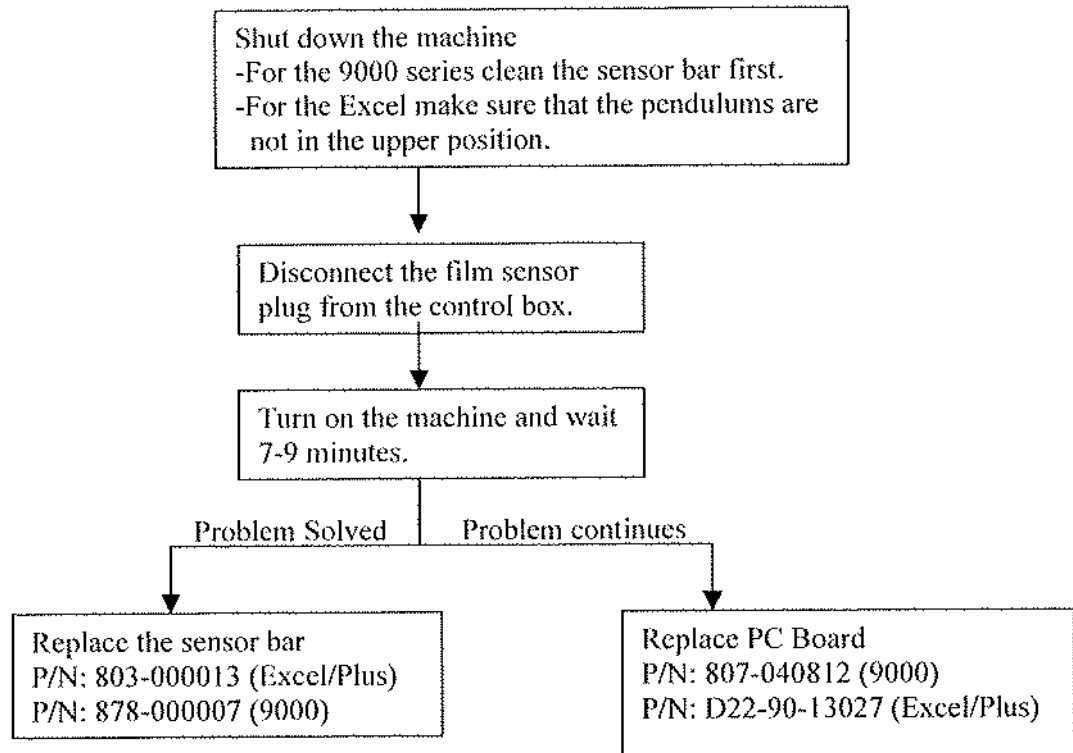 Shut down the machine
-For the 9000 series clean the sensor bar first.
-For the Excel make sure that the pendulums are
not in the upper position.
Disconnect the film sensor
plug from the control box.
Turn on the machine and wait
7-9 minutes.
Problem Solved
Problem continues
Replace the sensor bar
P/N: 803-000013 (Excel/Plus)
P/N: 878-000007 (9000)
Replace PC Board
P/N: 807-040812 (9000)
P/N: D22-90-13027 (Excel/Plus)